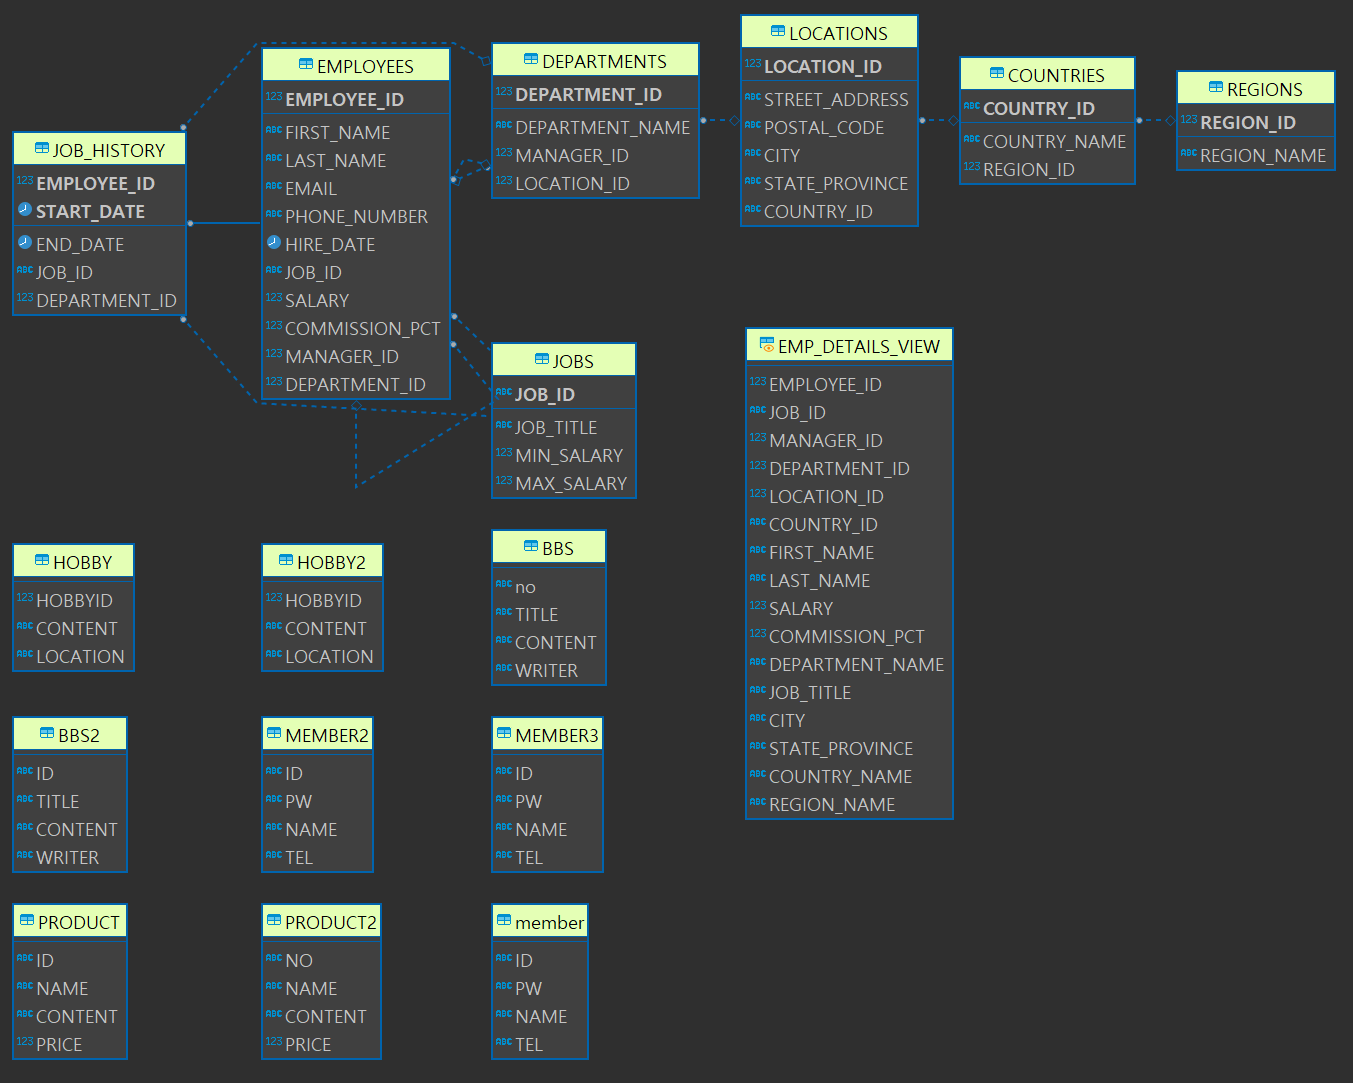 JOB_HISTORY
123 EMPLOYEE_ID
START_DATE
END_DATE
ABC JOB_ID
123 DEPARTMENT_ID
EMPLOYEES
123 EMPLOYEE_ID
ABC FIRST_NAME
ABC LAST_NAME
ABC EMAIL
ABC PHONE_NUMBER
HIRE_DATE
ABC JOB_ID
123 SALARY
123 COMMISSION_PCT
123 MANAGER_ID
123 DEPARTMENT_ID
DEPARTMENTS
123 DEPARTMENT_ID
ABC DEPARTMENT_NAME
123 MANAGER_ID
123 LOCATION_ID
LOCATIONS
123 LOCATION_ID
ABC STREET_ADDRESS
ABC POSTAL_CODE
ABC CITY
ABC STATE_PROVINCE
ABC COUNTRY_ID
COUNTRIES
ABC COUNTRY_ID
ABC COUNTRY_NAME
123 REGION_ID
REGIONS
123 REGION_ID
ABC REGION_NAME
JOBS
ABC JOB_ID
ABC JOB_TITLE
123 MIN_SALARY
123 MAX_SALARY
EMP_DETAILS_VIEW
123 EMPLOYEE_ID
ABC JOB_ID
123 MANAGER_ID
123 DEPARTMENT_ID
123 LOCATION_ID
ABC COUNTRY_ID
ABC FIRST_NAME
ABC LAST_NAME
123 SALARY
123 COMMISSION_PCT
ABC DEPARTMENT_NAME
ABC JOB_TITLE
ABC CITY
ABC STATE_PROVINCE
ABC COUNTRY_NAME
ABC REGION_NAME
HOBBY
123 HOBBYID
ABC CONTENT
ABC LOCATION
HOBBY2
123 HOBBYID
ABC CONTENT
ABC LOCATION
BBS
ABC no
ABC TITLE
ABC CONTENT
ABC WRITER
BBS2
ABC ID
ABC TITLE
ABC CONTENT
ABC WRITER
MEMBER2
ABC ID
ABC PW
ABC NAME
ABC TEL
MEMBER3
ABC ID
ABC PW
ABC NAME
ABC TEL
PRODUCT
ABC ID
ABC NAME
ABC CONTENT
123 PRICE
PRODUCT2
ABC NO
ABC NAME
ABC CONTENT
123 PRICE
member
ABC ID
ABC PW
ABC NAME
ABC TEL